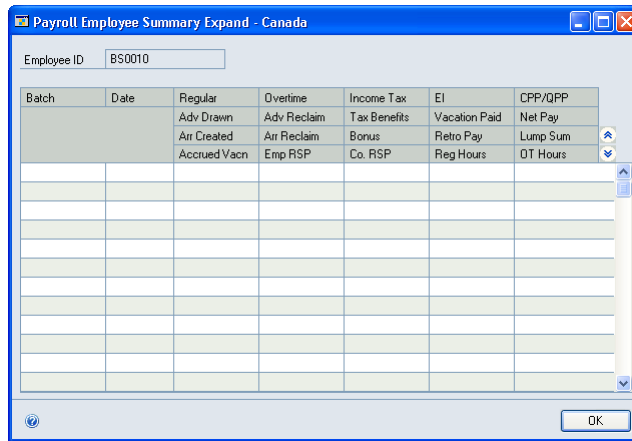 Payroll Employee Summary Expand - Canada
Employee ID BS0010
Batch Date Regular Overtime Income Tax EI CPP/QPP
Adv Drawn Adv Reclaim Tax Benefits Vacation Paid Net Pay
Arr Created Arr Reclaim Bonus Retro Pay Lump Sum
Accrued Vacn Emp RSP Co. RSP Reg Hours OT Hours
OK